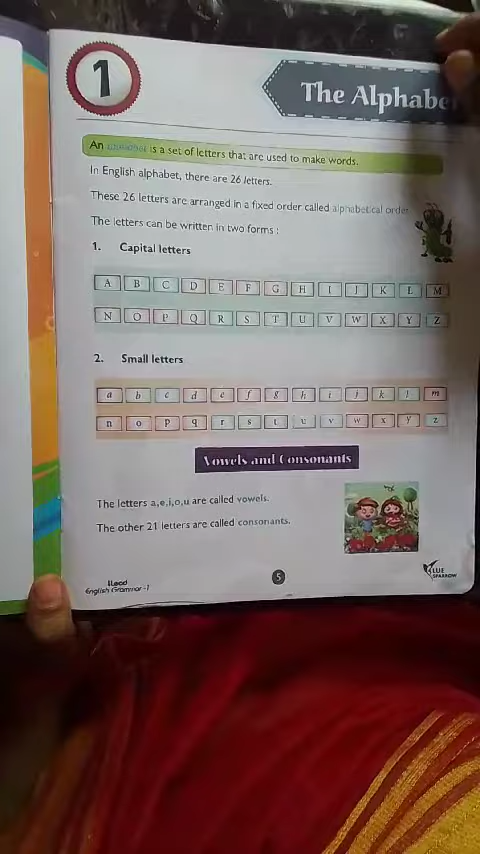 1
The Alphabe
An alphabet is a set of letters that are used to make words.
In English alphabet, there are 26 letters.
These 26 letters are arranged in a fixed order called alphabetical order
The letters can be written in two forms :
1. Capital letters
A B C D E F G H I J K L M
N O P Q R S T U V W X Y Z
2. Small letters
a b c d e f g h i j k l m
n o p q r s t u v w x y z
Vowels and Consonants
The letters a,e,i,o,u are called vowels.
The other 21 letters are called consonants.
iLead
English Grammar -1
5
LUE
SPARROW